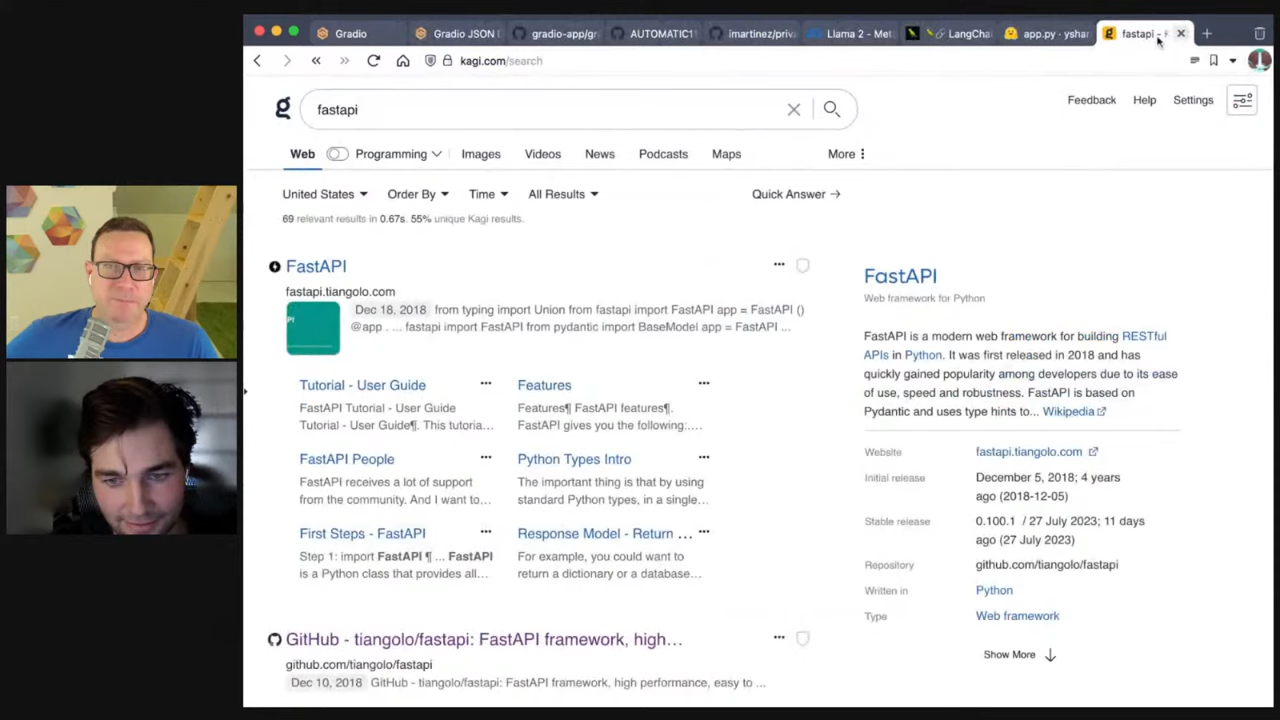 Gradio
Gradio JSON
gradio-app/gr
AUTOMATIC1
imartinez/priv
Llama 2 - Met
LangCha
app.py · yshar
fastapi -
kagi.com/search
fastapi
Feedback
Help
Settings
Web
Programming
Images
Videos
News
Podcasts
Maps
More
United States
Order By
Time
All Results
Quick Answer →
69 relevant results in 0.67s. 55% unique Kagi results.
FastAPI
fastapi.tiangolo.com
Dec 18, 2018 from typing import Union from fastapi import FastAPI app = FastAPI ()
@app . ... fastapi import FastAPI from pydantic import BaseModel app = FastAPI ...
PI
Tutorial - User Guide
FastAPI Tutorial - User Guide
Tutorial - User Guide¶. This tutoria...
Features
Features¶ FastAPI features¶.
FastAPI gives you the following:....
FastAPI People
FastAPI receives a lot of support
from the community. And I want to...
Python Types Intro
The important thing is that by using
standard Python types, in a single...
First Steps - FastAPI
Step 1: import FastAPI ¶ ... FastAPI
is a Python class that provides all...
Response Model - Return ...
For example, you could want to
return a dictionary or a database...
GitHub - tiangolo/fastapi: FastAPI framework, high...
github.com/tiangolo/fastapi
Dec 10, 2018 GitHub - tiangolo/fastapi: FastAPI framework, high performance, easy to ...
FastAPI
Web framework for Python
FastAPI is a modern web framework for building RESTful
APIs in Python. It was first released in 2018 and has
quickly gained popularity among developers due to its ease
of use, speed and robustness. FastAPI is based on
Pydantic and uses type hints to... Wikipedia
Website fastapi.tiangolo.com
Initial release December 5, 2018; 4 years
ago (2018-12-05)
Stable release 0.100.1 / 27 July 2023; 11 days
ago (27 July 2023)
Repository github.com/tiangolo/fastapi
Written in Python
Type Web framework
Show More